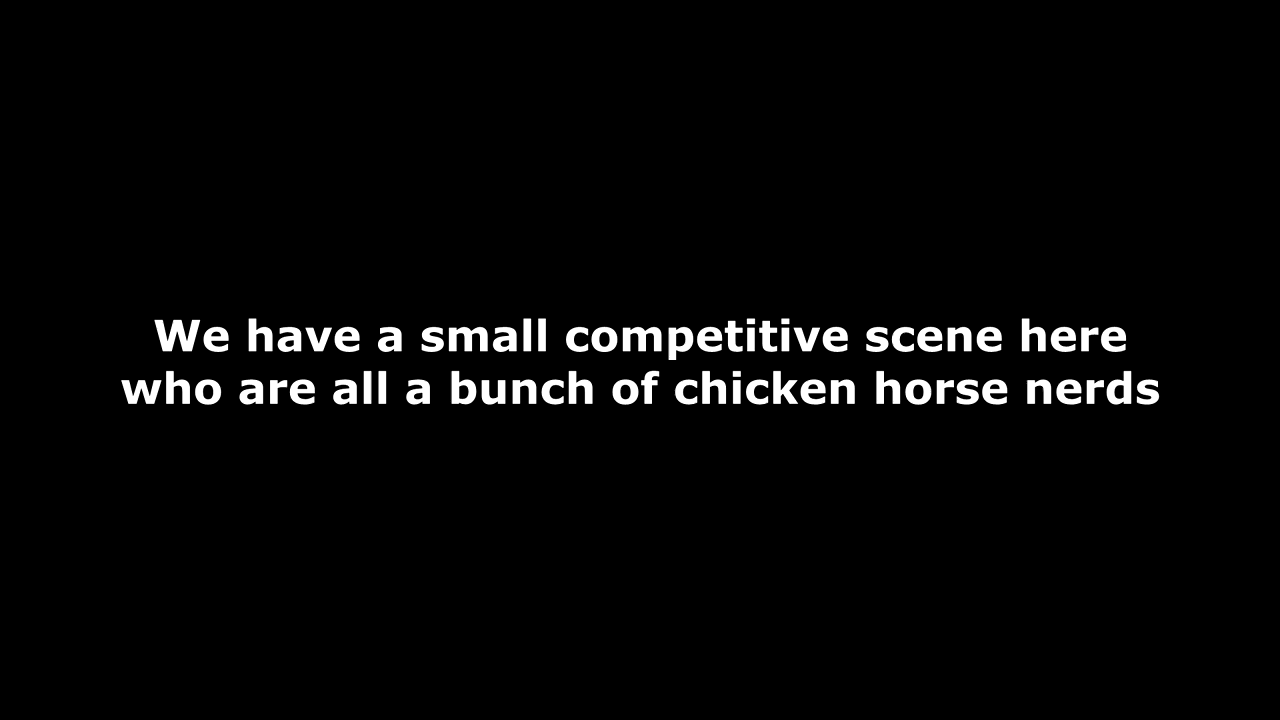 We have a small competitive scene here
who are all a bunch of chicken horse nerds